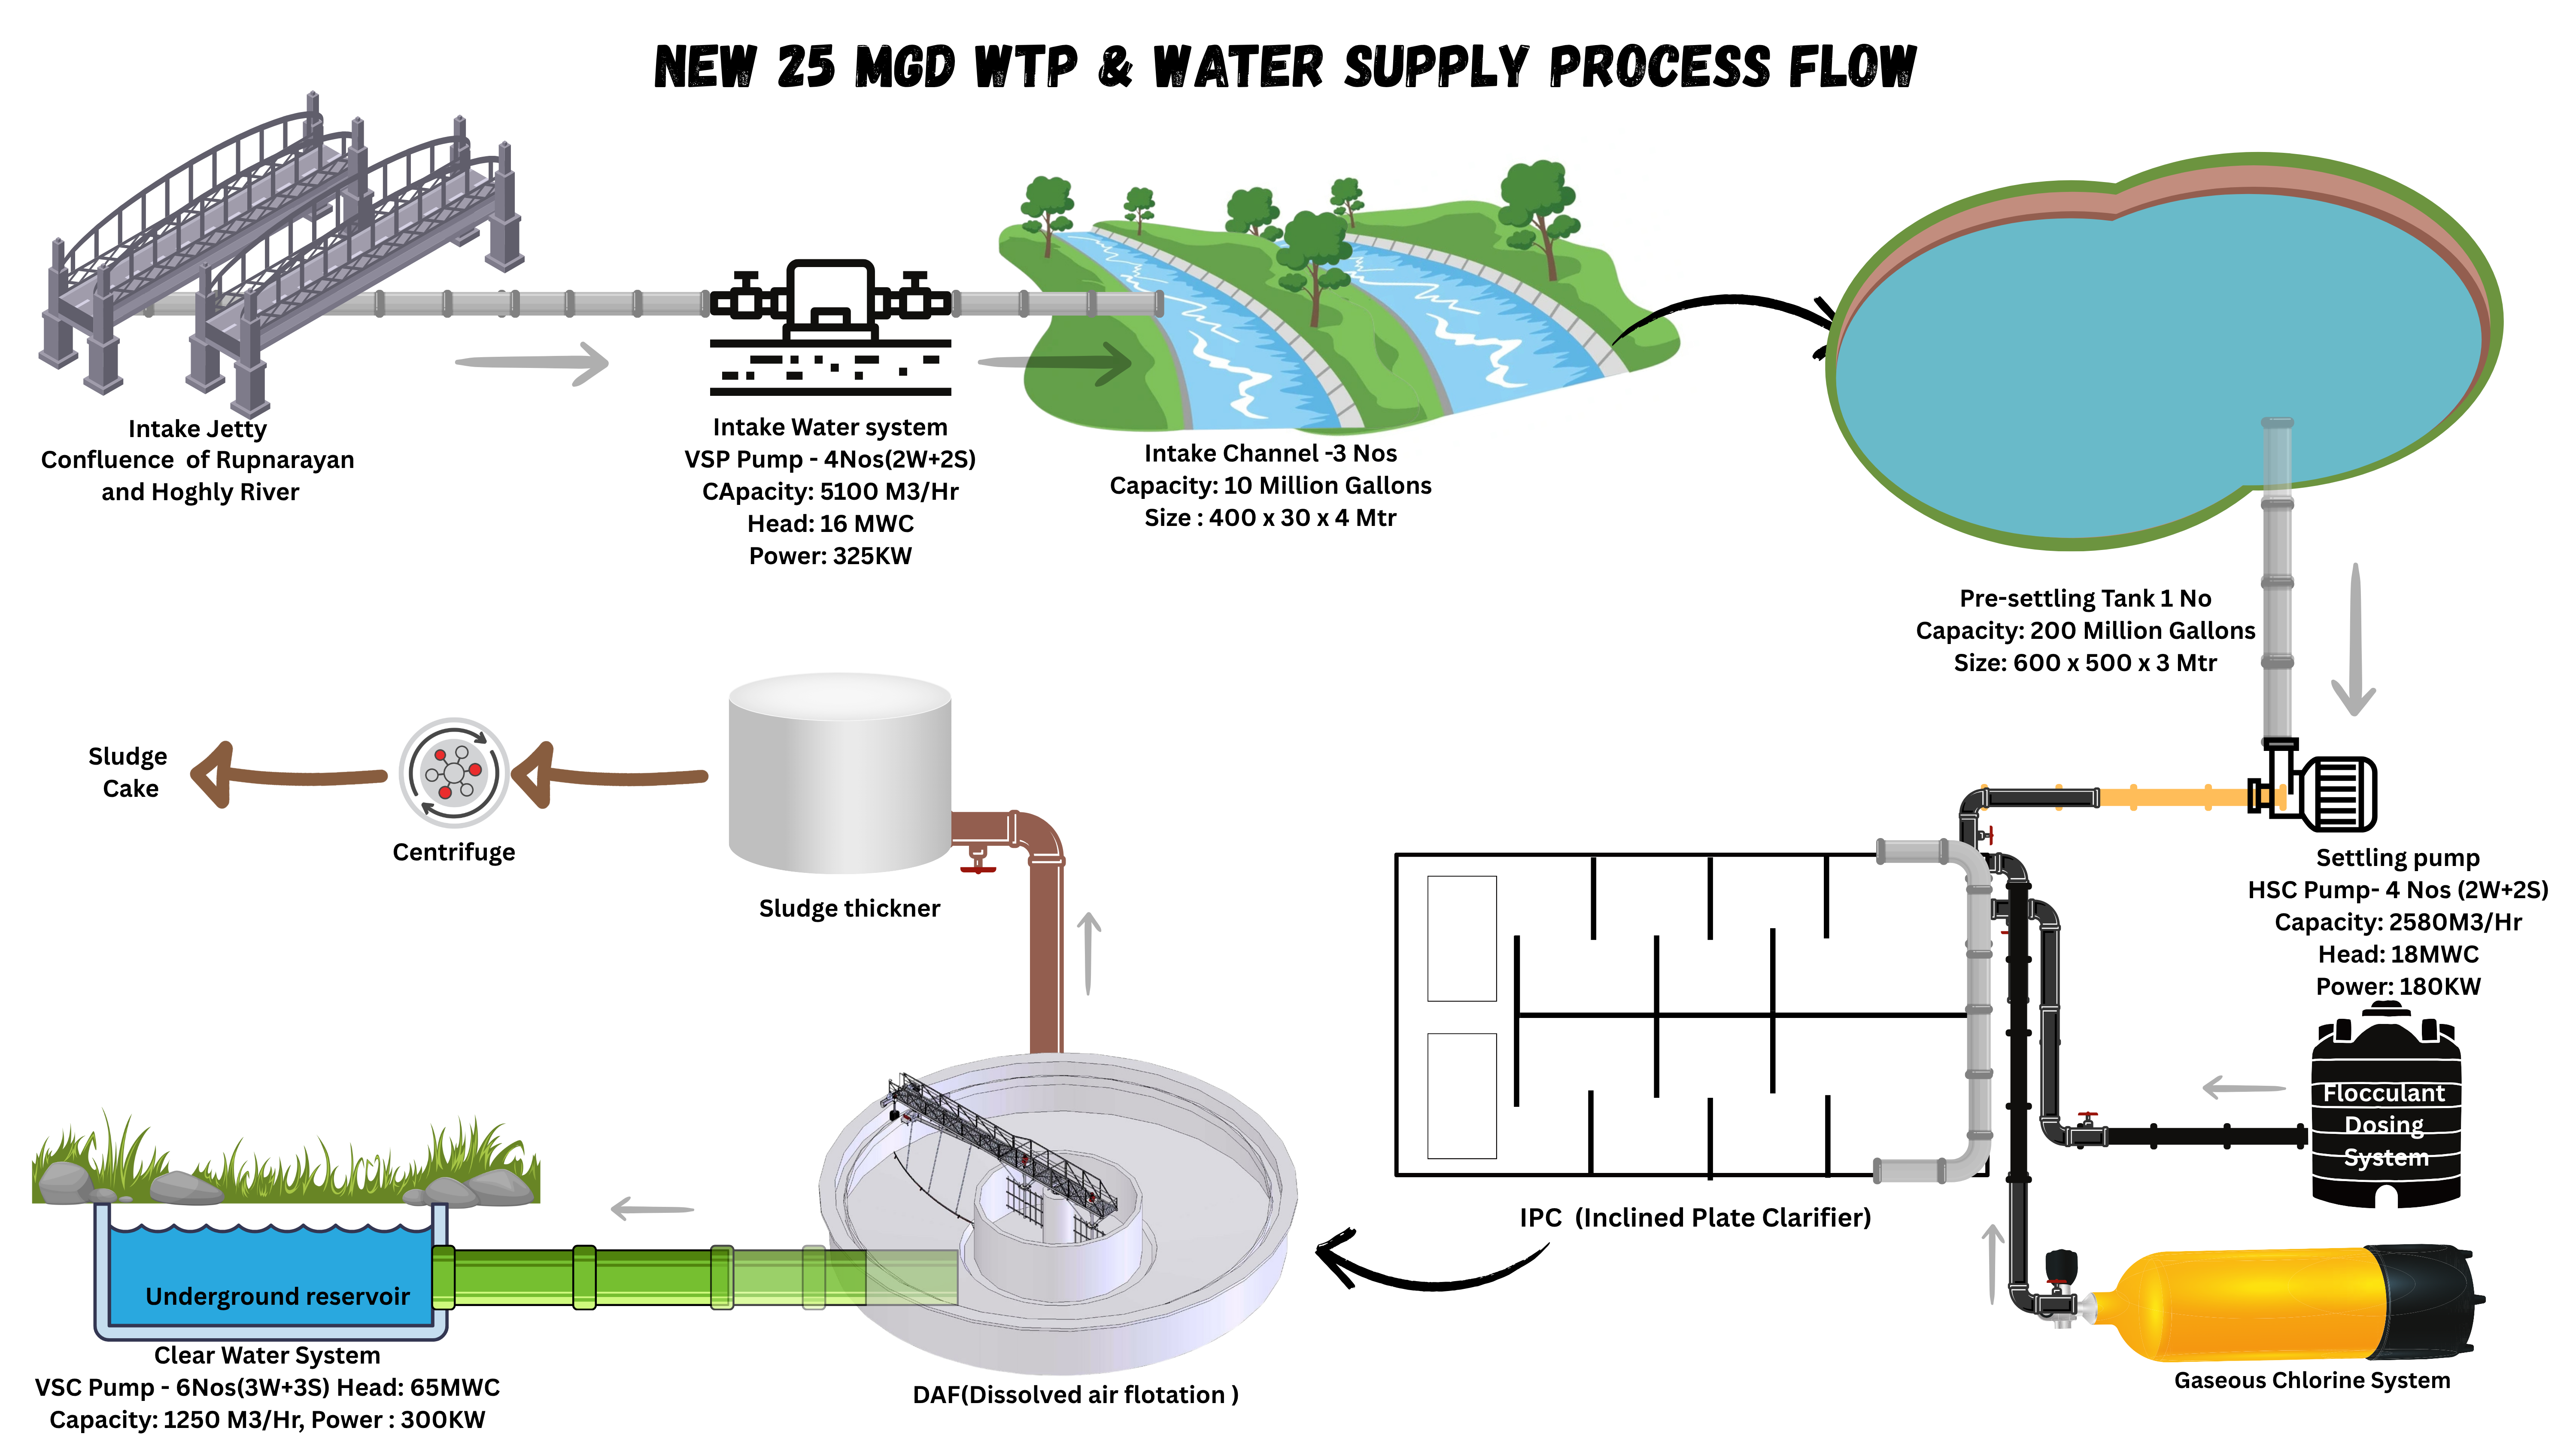 NEW 25 MGD WTP & WATER SUPPLY PROCESS FLOW
Intake Jetty
Confluence of Rupnarayan
and Hoghly River
Intake Water system
VSP Pump - 4Nos(2W+2S)
CApacity: 5100 M3/Hr
Head: 16 MWC
Power: 325KW
Intake Channel -3 Nos
Capacity: 10 Million Gallons
Size : 400 x 30 x 4 Mtr
Pre-settling Tank 1 No
Capacity: 200 Million Gallons
Size: 600 x 500 x 3 Mtr
Settling pump
HSC Pump- 4 Nos (2W+2S)
Capacity: 2580M3/Hr
Head: 18MWC
Power: 180KW
Flocculant
Dosing
System
Gaseous Chlorine System
IPC (Inclined Plate Clarifier)
DAF(Dissolved air flotation )
Sludge thickner
Centrifuge
Sludge
Cake
Underground reservoir
Clear Water System
VSC Pump - 6Nos(3W+3S) Head: 65MWC
Capacity: 1250 M3/Hr, Power : 300KW